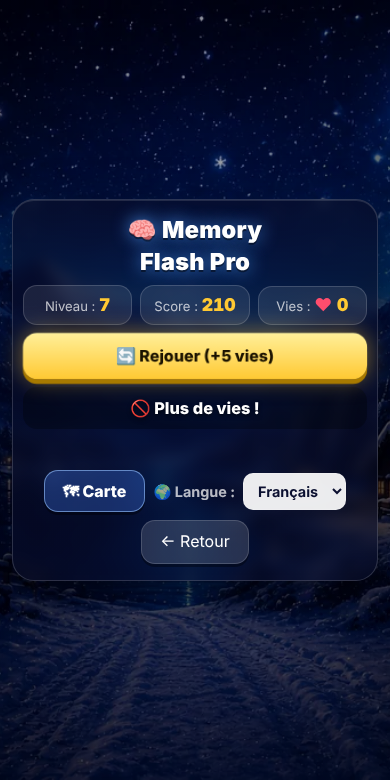 🧠 Memory
Flash Pro
Niveau : 7
Score : 210
Vies : ❤️ 0
🔄 Rejouer (+5 vies)
🚫 Plus de vies !
🗺 Carte
🌍 Langue :
Français
← Retour